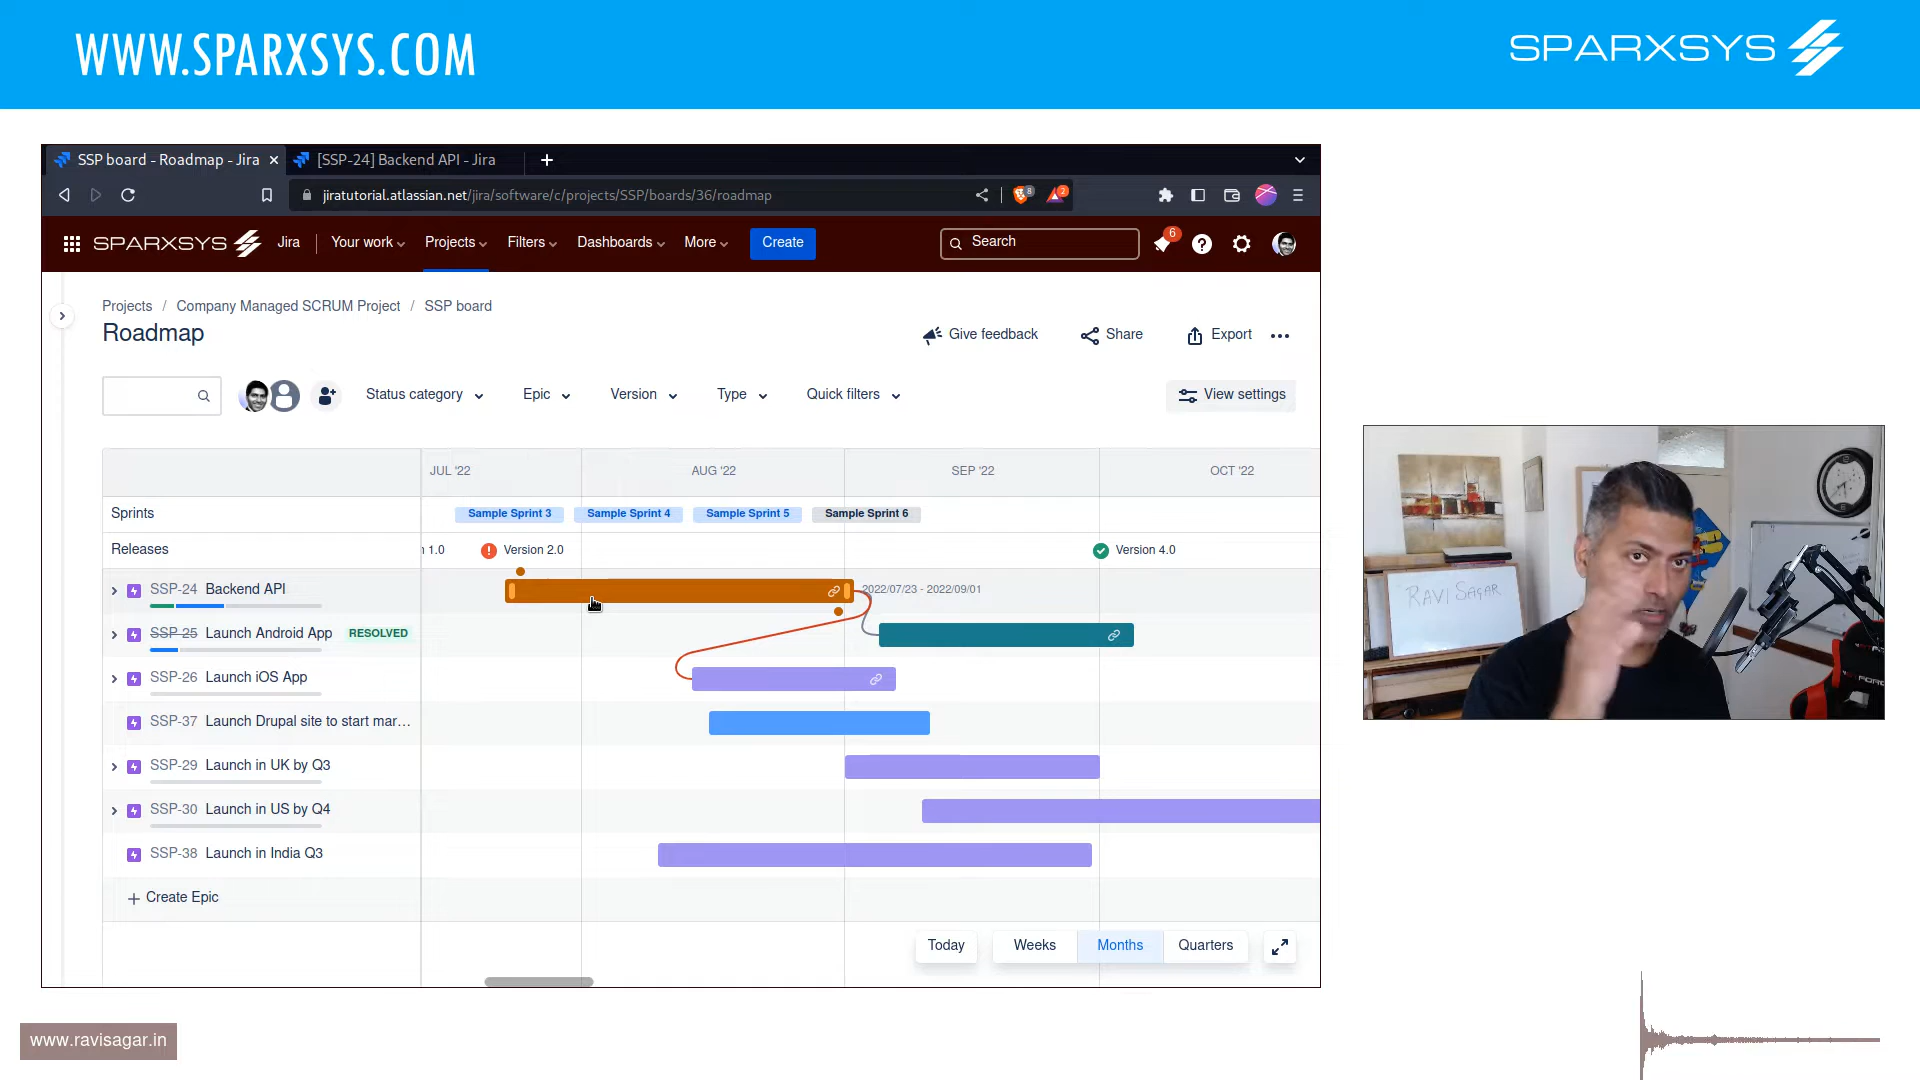 WWW.SPARXSYS.COM
SPARXSYS
SSP board - Roadmap - Jira
[SSP-24] Backend API - Jira
jiratutorial.atlassian.net/jira/software/c/projects/SSP/boards/36/roadmap
8
2
SPARXSYS
Jira
Your work
Projects
Filters
Dashboards
More
Create
Search
6
Projects / Company Managed SCRUM Project / SSP board
Roadmap
Give feedback
Share
Export
Status category
Epic
Version
Type
Quick filters
View settings
JUL '22
AUG '22
SEP '22
OCT '22
Sprints
Sample Sprint 3
Sample Sprint 4
Sample Sprint 5
Sample Sprint 6
Releases
1.0
Version 2.0
Version 4.0
SSP-24 Backend API
2022/07/23 - 2022/09/01
SSP-25 Launch Android App RESOLVED
SSP-26 Launch iOS App
SSP-37 Launch Drupal site to start mar...
SSP-29 Launch in UK by Q3
SSP-30 Launch in US by Q4
SSP-38 Launch in India Q3
+ Create Epic
Today
Weeks
Months
Quarters
RAVI SAGAR
www.ravisagar.in